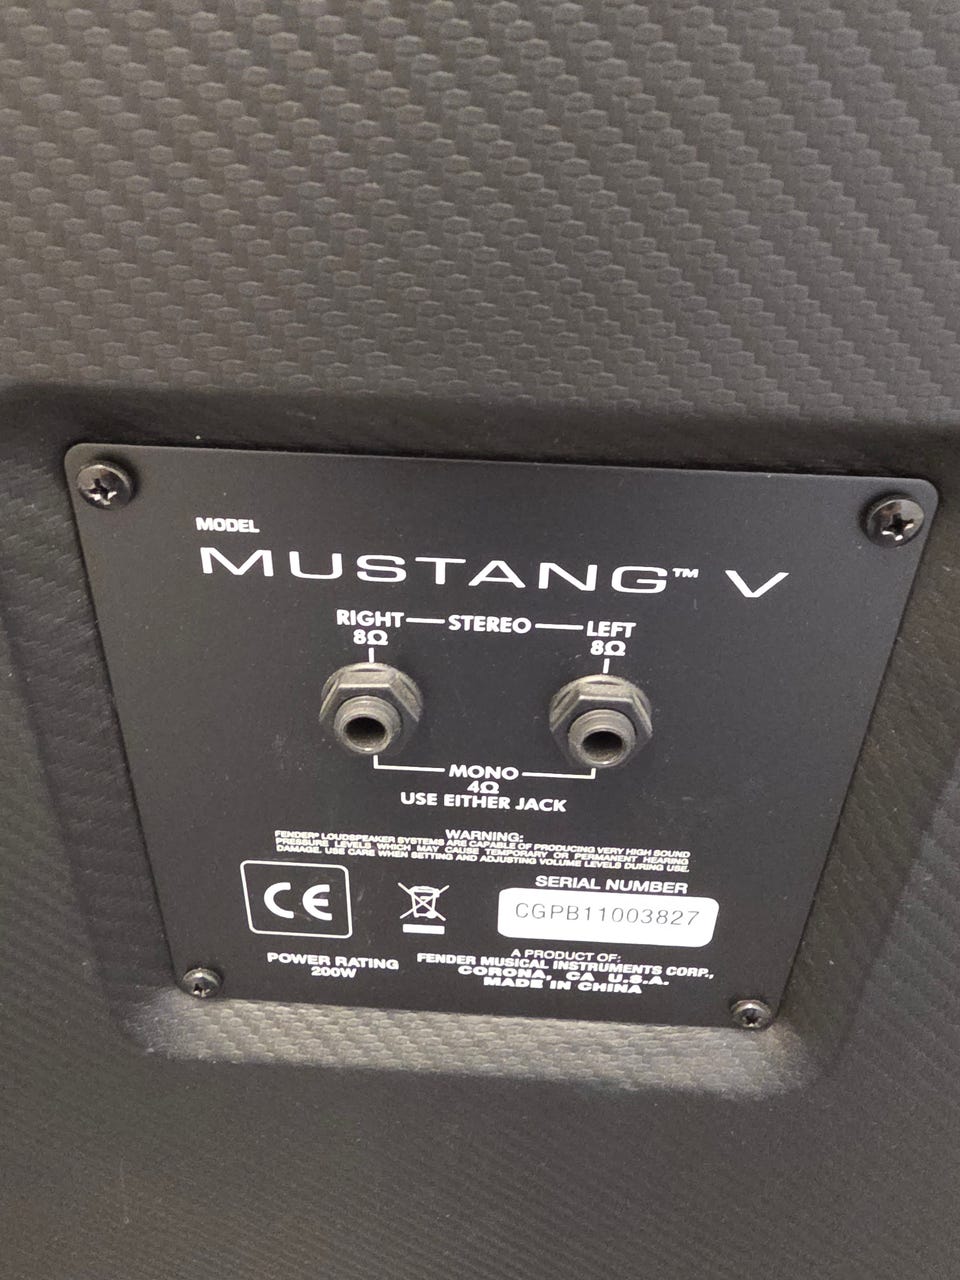 MODEL
MUSTANG™ V
RIGHT STEREO LEFT
8Ω 8Ω
MONO
4Ω
USE EITHER JACK
WARNING:
FENDER® LOUDSPEAKER SYSTEMS ARE CAPABLE OF PRODUCING VERY HIGH SOUND
PRESSURE LEVELS WHICH MAY CAUSE TEMPORARY OR PERMANENT HEARING
DAMAGE. USE CARE WHEN SETTING AND ADJUSTING VOLUME LEVELS DURING USE.
CE
SERIAL NUMBER
CGPB11003827
POWER RATING
200W
A PRODUCT OF:
FENDER MUSICAL INSTRUMENTS CORP.,
CORONA, CA U.S.A.
MADE IN CHINA